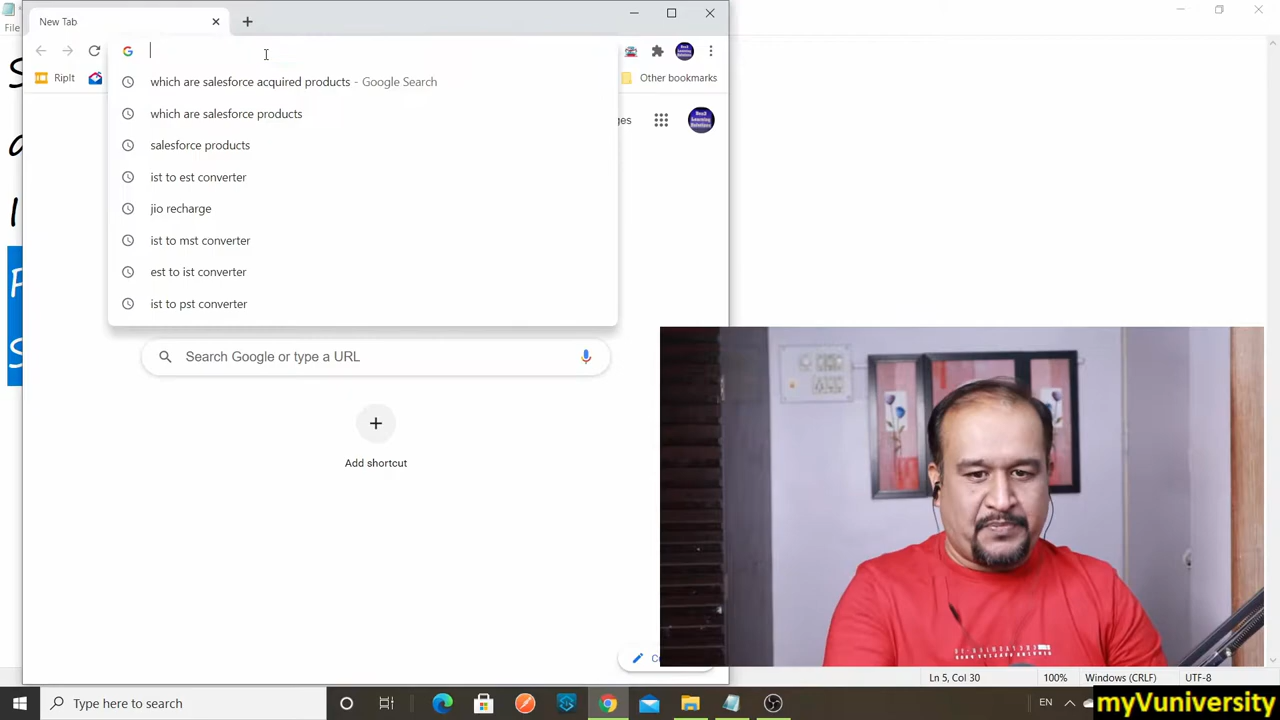 New Tab
File
RipIt
Other bookmarks
which are salesforce acquired products - Google Search
which are salesforce products
salesforce products
ist to est converter
jio recharge
ist to mst converter
est to ist converter
ist to pst converter
Search Google or type a URL
Add shortcut
Ln 5, Col 30
100%
Windows (CRLF)
UTF-8
Type here to search
EN
myVuniversity